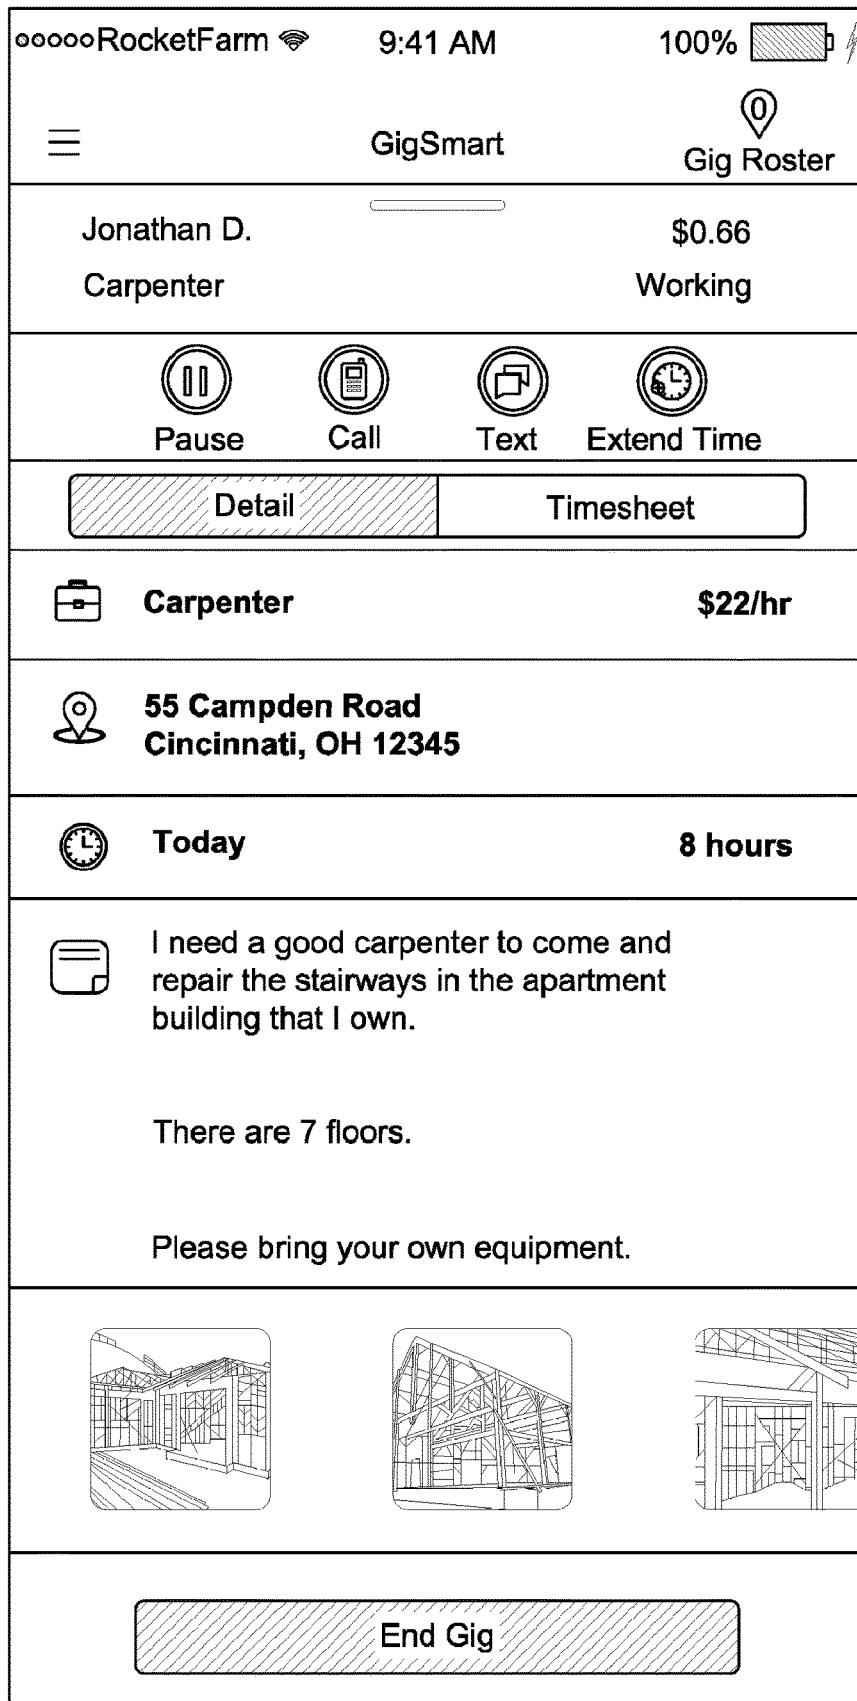 RocketFarm 9:41 AM 100%
0
GigSmart
Gig Roster
Jonathan D. $0.66
Carpenter Working
Pause Call Text Extend Time
Detail Timesheet
Carpenter $22/hr
55 Campden Road
Cincinnati, OH 12345
Today 8 hours
I need a good carpenter to come and
repair the stairways in the apartment
building that I own.
There are 7 floors.
Please bring your own equipment.
End Gig